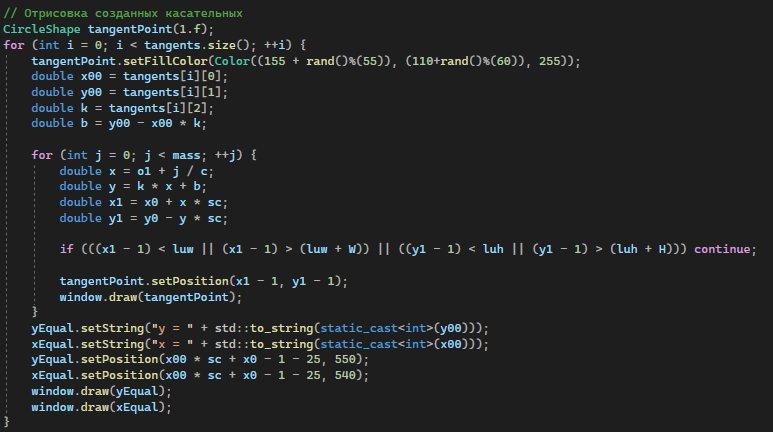 // Отрисовка созданных касательных
CircleShape tangentPoint(1.f);
for (int i = 0; i < tangents.size(); ++i) {
    tangentPoint.setFillColor(Color((155 + rand()%(55)), (110+rand()%(60)), 255));
    double x00 = tangents[i][0];
    double y00 = tangents[i][1];
    double k = tangents[i][2];
    double b = y00 - x00 * k;

    for (int j = 0; j < mass; ++j) {
        double x = o1 + j / c;
        double y = k * x + b;
        double x1 = x0 + x * sc;
        double y1 = y0 - y * sc;

        if (((x1 - 1) < luw || (x1 - 1) > (luw + W)) || ((y1 - 1) < luh || (y1 - 1) > (luh + H))) continue;

        tangentPoint.setPosition(x1 - 1, y1 - 1);
        window.draw(tangentPoint);
    }
    yEqual.setString("y = " + std::to_string(static_cast<int>(y00)));
    xEqual.setString("x = " + std::to_string(static_cast<int>(x00)));
    yEqual.setPosition(x00 * sc + x0 - 1 - 25, 550);
    xEqual.setPosition(x00 * sc + x0 - 1 - 25, 540);
    window.draw(yEqual);
    window.draw(xEqual);
}